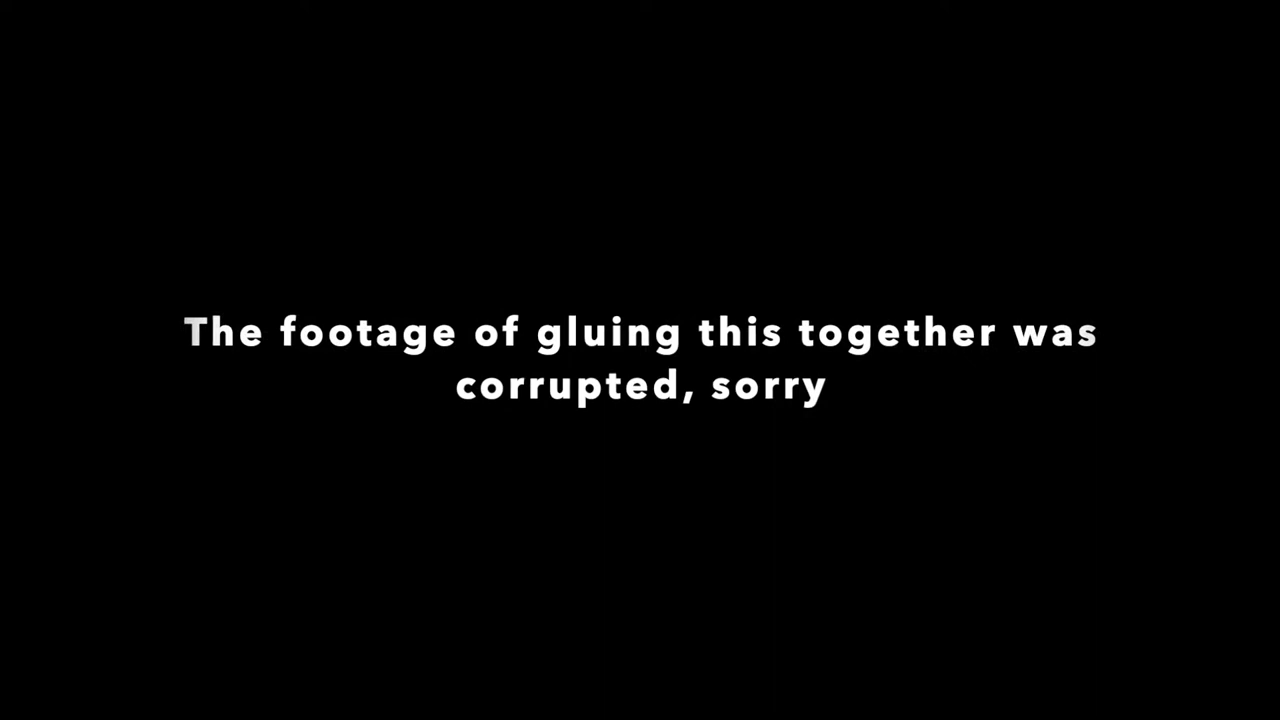 The footage of gluing this together was
corrupted, sorry